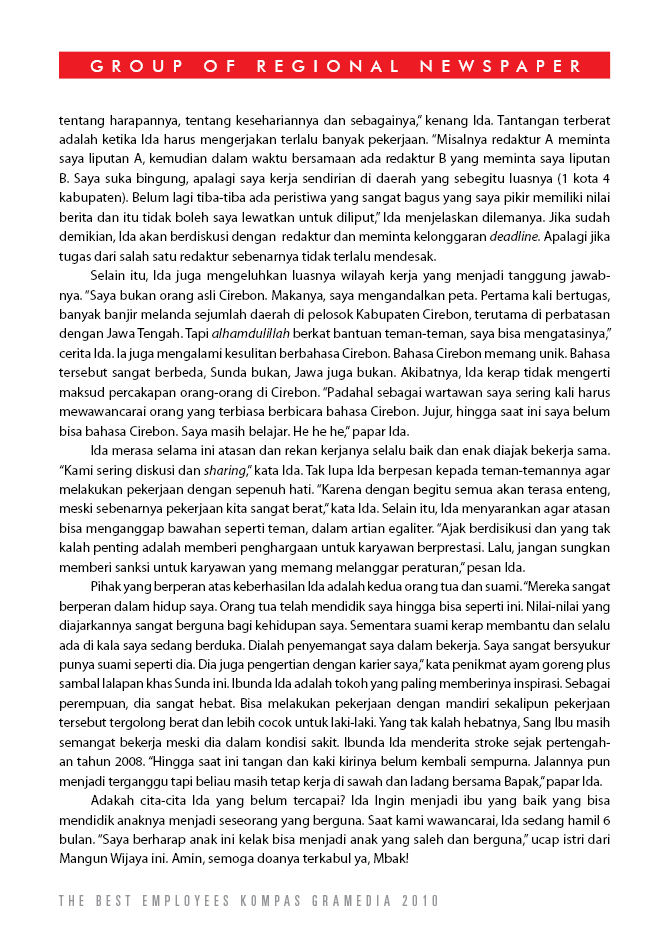 GROUP OF REGIONAL NEWSPAPER
tentang harapannya, tentang kesehariannya dan sebagainya,” kenang Ida. Tantangan terberat
adalah ketika Ida harus mengerjakan terlalu banyak pekerjaan. “Misalnya redaktur A meminta
saya liputan A, kemudian dalam waktu bersamaan ada redaktur B yang meminta saya liputan
B. Saya suka bingung, apalagi saya kerja sendirian di daerah yang sebegitu luasnya (1 kota 4
kabupaten). Belum lagi tiba-tiba ada peristiwa yang sangat bagus yang saya pikir memiliki nilai
berita dan itu tidak boleh saya lewatkan untuk diliput,” Ida menjelaskan dilemanya. Jika sudah
demikian, Ida akan berdiskusi dengan redaktur dan meminta kelonggaran deadline. Apalagi jika
tugas dari salah satu redaktur sebenarnya tidak terlalu mendesak.
Selain itu, Ida juga mengeluhkan luasnya wilayah kerja yang menjadi tanggung jawab-
nya. “Saya bukan orang asli Cirebon. Makanya, saya mengandalkan peta. Pertama kali bertugas,
banyak banjir melanda sejumlah daerah di pelosok Kabupaten Cirebon, terutama di perbatasan
dengan Jawa Tengah. Tapi alhamdulillah berkat bantuan teman-teman, saya bisa mengatasinya,”
cerita Ida. Ia juga mengalami kesulitan berbahasa Cirebon. Bahasa Cirebon memang unik. Bahasa
tersebut sangat berbeda, Sunda bukan, Jawa juga bukan. Akibatnya, Ida kerap tidak mengerti
maksud percakapan orang-orang di Cirebon. “Padahal sebagai wartawan saya sering kali harus
mewawancarai orang yang terbiasa berbicara bahasa Cirebon. Jujur, hingga saat ini saya belum
bisa bahasa Cirebon. Saya masih belajar. He he he,” papar Ida.
Ida merasa selama ini atasan dan rekan kerjanya selalu baik dan enak diajak bekerja sama.
“Kami sering diskusi dan sharing,” kata Ida. Tak lupa Ida berpesan kepada teman-temannya agar
melakukan pekerjaan dengan sepenuh hati. “Karena dengan begitu semua akan terasa enteng,
meski sebenarnya pekerjaan kita sangat berat,” kata Ida. Selain itu, Ida menyarankan agar atasan
bisa menganggap bawahan seperti teman, dalam artian egaliter. “Ajak berdisikusi dan yang tak
kalah penting adalah memberi penghargaan untuk karyawan berprestasi. Lalu, jangan sungkan
memberi sanksi untuk karyawan yang memang melanggar peraturan,” pesan Ida.
Pihak yang berperan atas keberhasilan Ida adalah kedua orang tua dan suami. “Mereka sangat
berperan dalam hidup saya. Orang tua telah mendidik saya hingga bisa seperti ini. Nilai-nilai yang
diajarkannya sangat berguna bagi kehidupan saya. Sementara suami kerap membantu dan selalu
ada di kala saya sedang berduka. Dialah penyemangat saya dalam bekerja. Saya sangat bersyukur
punya suami seperti dia. Dia juga pengertian dengan karier saya,” kata penikmat ayam goreng plus
sambal lalapan khas Sunda ini. Ibunda Ida adalah tokoh yang paling memberinya inspirasi. Sebagai
perempuan, dia sangat hebat. Bisa melakukan pekerjaan dengan mandiri sekalipun pekerjaan
tersebut tergolong berat dan lebih cocok untuk laki-laki. Yang tak kalah hebatnya, Sang Ibu masih
semangat bekerja meski dia dalam kondisi sakit. Ibunda Ida menderita stroke sejak pertengah-
an tahun 2008. “Hingga saat ini tangan dan kaki kirinya belum kembali sempurna. Jalannya pun
menjadi terganggu tapi beliau masih tetap kerja di sawah dan ladang bersama Bapak,” papar Ida.
Adakah cita-cita Ida yang belum tercapai? Ida Ingin menjadi ibu yang baik yang bisa
mendidik anaknya menjadi seseorang yang berguna. Saat kami wawancarai, Ida sedang hamil 6
bulan. “Saya berharap anak ini kelak bisa menjadi anak yang saleh dan berguna,” ucap istri dari
Mangun Wijaya ini. Amin, semoga doanya terkabul ya, Mbak!
THE BEST EMPLOYEES KOMPAS GRAMEDIA 2010